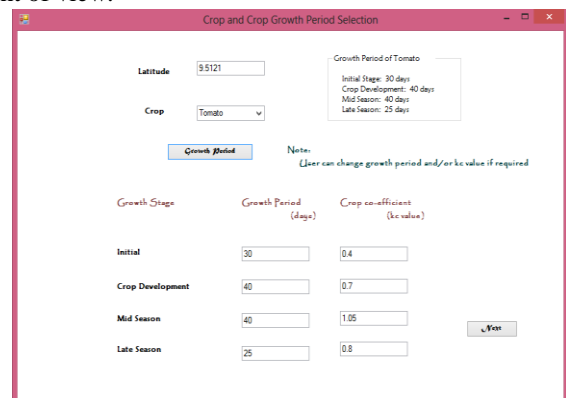 nt of view.
Crop and Crop Growth Period Selection
Latitude 9.5121
Crop Tomato
Growth Period of Tomato
Initial Stage: 30 days
Crop Development: 40 days
Mid Season: 40 days
Late Season: 25 days
Growth Period
Note:
User can change growth period and/or kc value if required
Growth Stage Growth Period (days) Crop co-efficient (kc value)
Initial 30 0.4
Crop Development 40 0.7
Mid Season 40 1.05
Late Season 25 0.8
Next